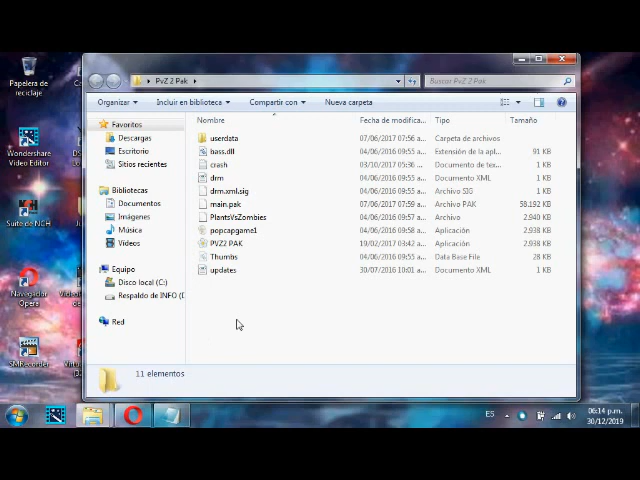 Papelera de
reciclaje
Wondershare
Video Editor
Suite de NCH
Navegador
Opera
SMRecorder
PvZ 2 Pak
Buscar PvZ 2 Pak
Organizar
Incluir en biblioteca
Compartir con
Nueva carpeta
Favoritos
Descargas
Escritorio
Sitios recientes
Bibliotecas
Documentos
Imágenes
Música
Vídeos
Equipo
Disco local (C:)
Respaldo de INFO (D
Red
Nombre Fecha de modifica... Tipo Tamaño
userdata 07/06/2017 07:56 a... Carpeta de archivos
bass.dll 04/06/2016 09:55 a... Extensión de la apl... 91 KB
crash 03/10/2017 05:36 ... Documento de tex... 1 KB
drm 04/06/2016 09:55 a... Documento XML 1 KB
drm.xml.sig 04/06/2016 09:55 a... Archivo SIG 1 KB
main.pak 07/06/2017 07:59 a... Archivo PAK 58.192 KB
PlantsVsZombies 04/06/2016 09:55 a... Archivo 2.940 KB
popcapgame1 04/06/2016 09:58 a... Aplicación 2.938 KB
PVZ2 PAK 19/02/2017 03:42 a... Aplicación 2.938 KB
Thumbs 04/06/2016 09:55 a... Data Base File 28 KB
updates 30/07/2016 10:01 a... Documento XML 1 KB
11 elementos
ES
06:14 p.m.
30/12/2019